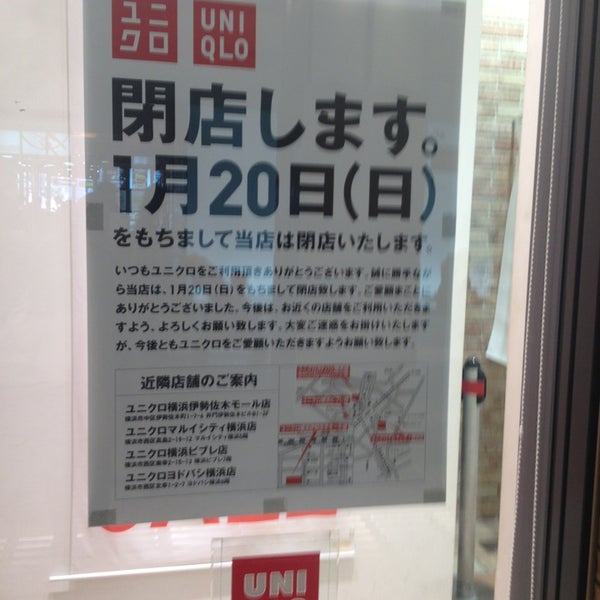 ユニクロ
UNIQLO
閉店します。
1月20日(日)
をもちまして当店は閉店いたします。
いつもユニクロをご利用頂きありがとうございます。誠に勝手なが
ら当店は、1月20日(日)をもちまして閉店致します。ご愛顧まことに
ありがとうございました。今後は、お近くの店舗をご利用いただきま
すよう、よろしくお願い致します。大変ご迷惑をお掛けいたします
が、今後ともユニクロをご愛顧いただきますようお願い致します。
近隣店舗のご案内
ユニクロ横浜伊勢佐木モール店
ユニクロマルイシティ横浜店
ユニクロ横浜ビブレ店
ユニクロヨドバシ横浜店
UNI